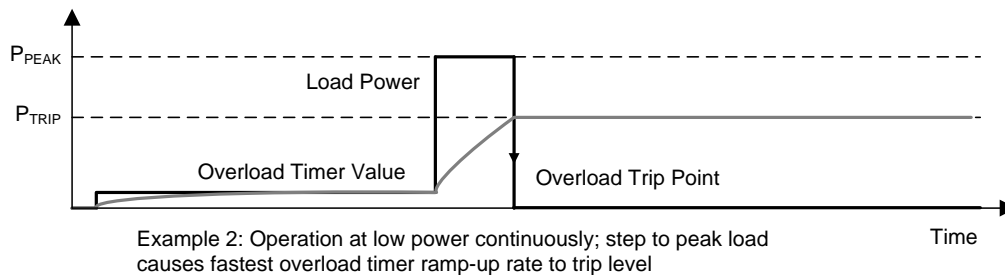 PPEAK
Load Power
PTRIP
Overload Timer Value
Overload Trip Point
Example 2: Operation at low power continuously; step to peak load
causes fastest overload timer ramp-up rate to trip level
Time